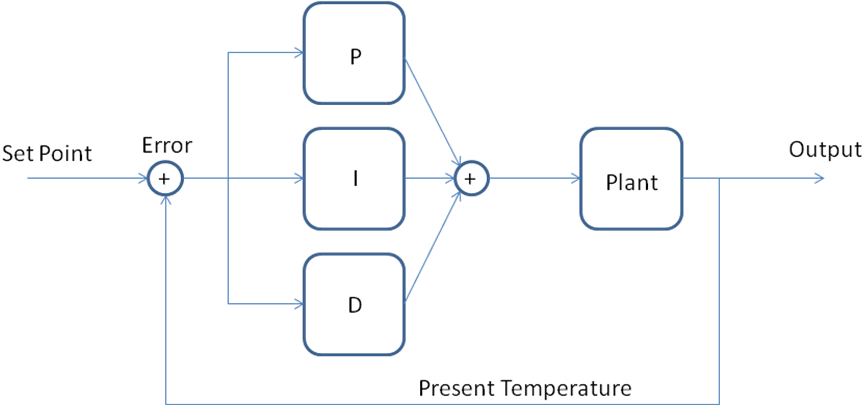 P
Error
Set Point
+
I
+
Plant
Output
D
Present Temperature